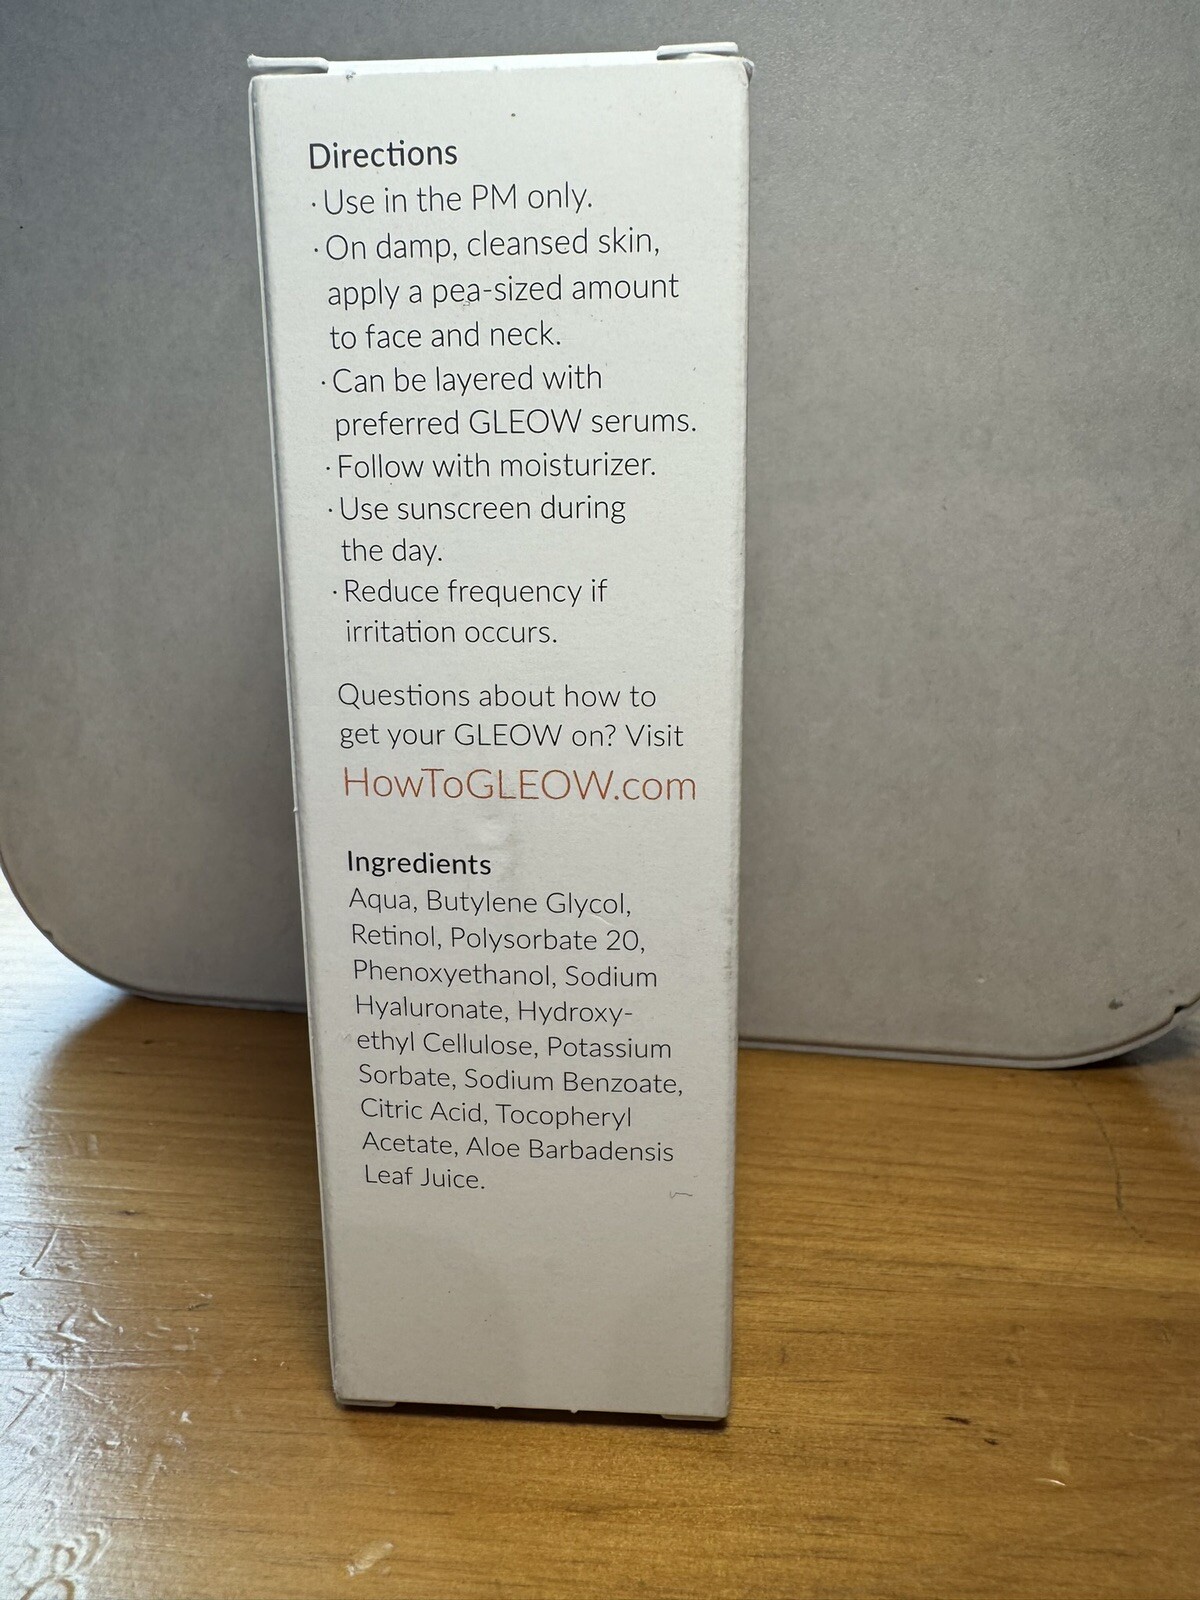 Directions
· Use in the PM only.
· On damp, cleansed skin,
apply a pea-sized amount
to face and neck.
· Can be layered with
preferred GLEOW serums.
· Follow with moisturizer.
· Use sunscreen during
the day.
· Reduce frequency if
irritation occurs.
Questions about how to
get your GLEOW on? Visit
HowToGLEOW.com
Ingredients
Aqua, Butylene Glycol,
Retinol, Polysorbate 20,
Phenoxyethanol, Sodium
Hyaluronate, Hydroxy-
ethyl Cellulose, Potassium
Sorbate, Sodium Benzoate,
Citric Acid, Tocopheryl
Acetate, Aloe Barbadensis
Leaf Juice.